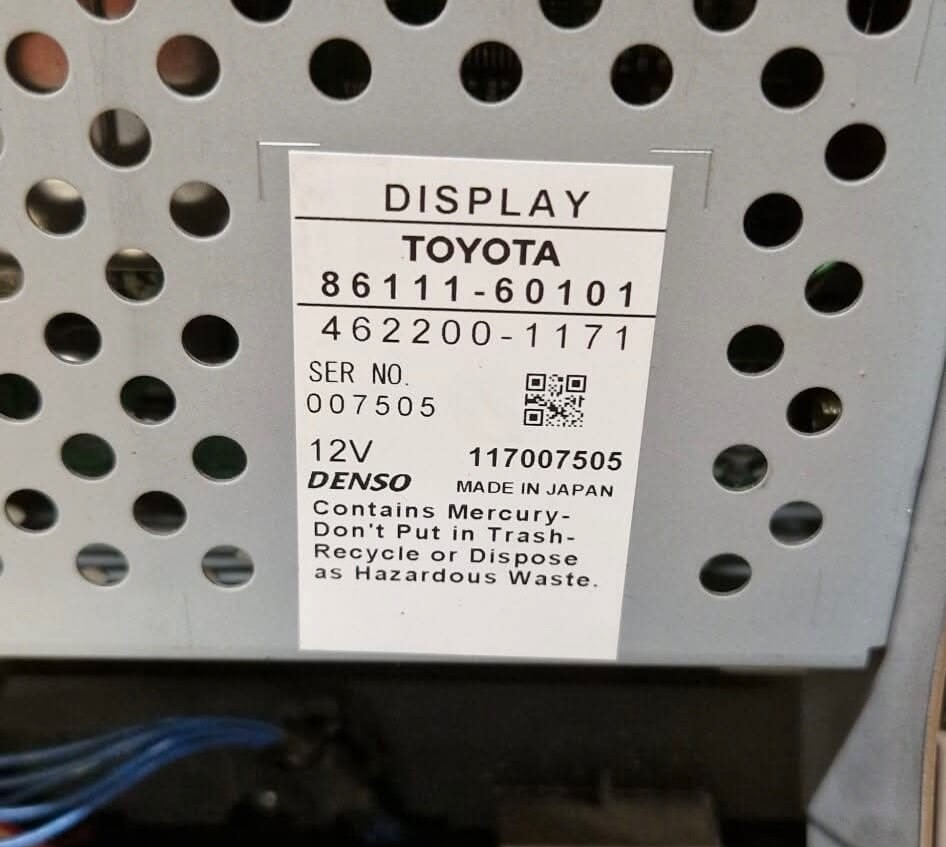 DISPLAY
TOYOTA
86111-60101
462200-1171
SER NO.
007505
12V
117007505
DENSO
MADE IN JAPAN
Contains Mercury-
Don't Put in Trash-
Recycle or Dispose
as Hazardous Waste.